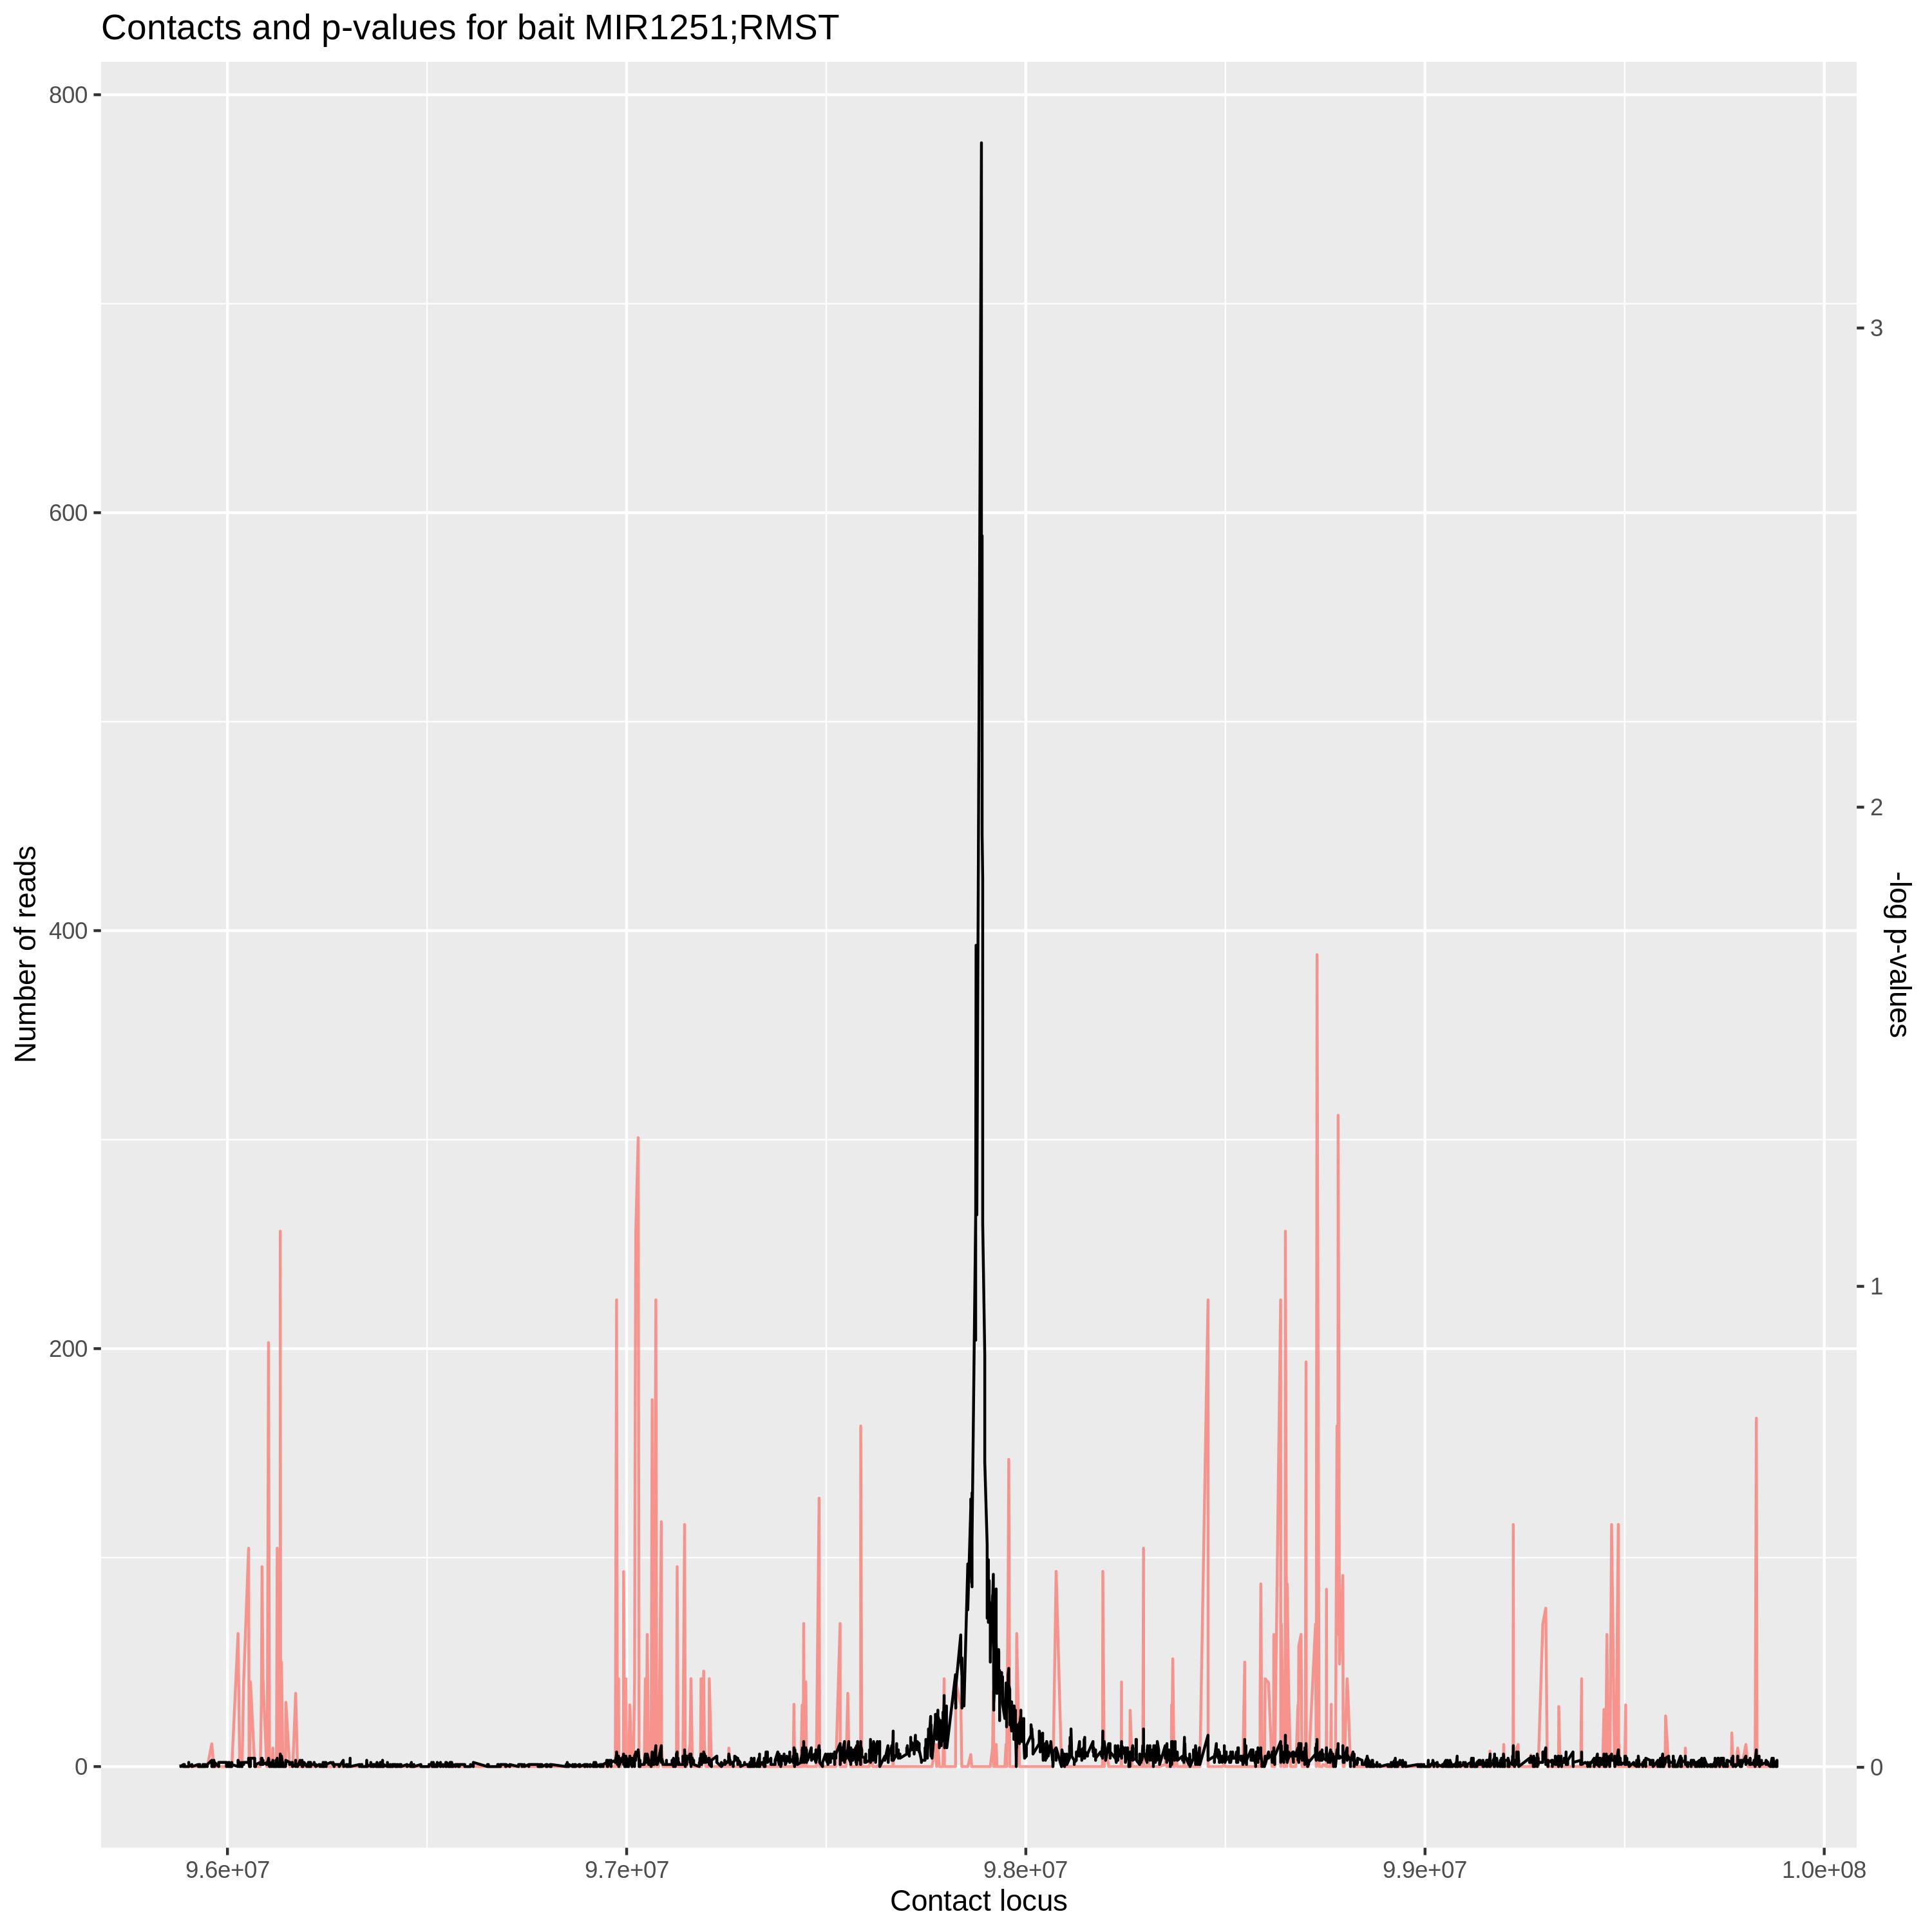 Contacts and p-values for bait MIR1251;RMST
800
600
400
200
0
Number of reads
3
2
1
0
-log p-values
9.6e+07
9.7e+07
9.8e+07
9.9e+07
1.0e+08
Contact locus